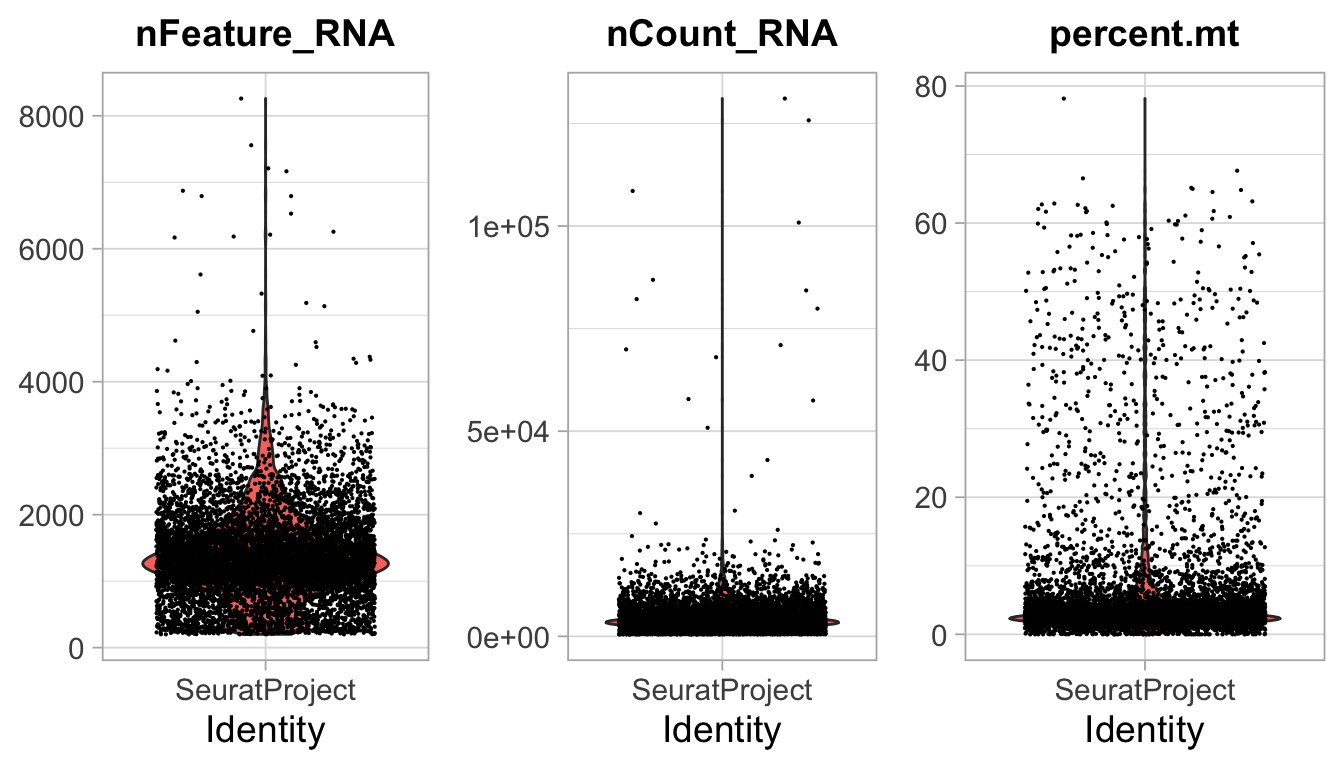 nFeature_RNA
8000
6000
4000
2000
0
SeuratProject
Identity
nCount_RNA
1e+05
5e+04
0e+00
SeuratProject
Identity
percent.mt
80
60
40
20
0
SeuratProject
Identity